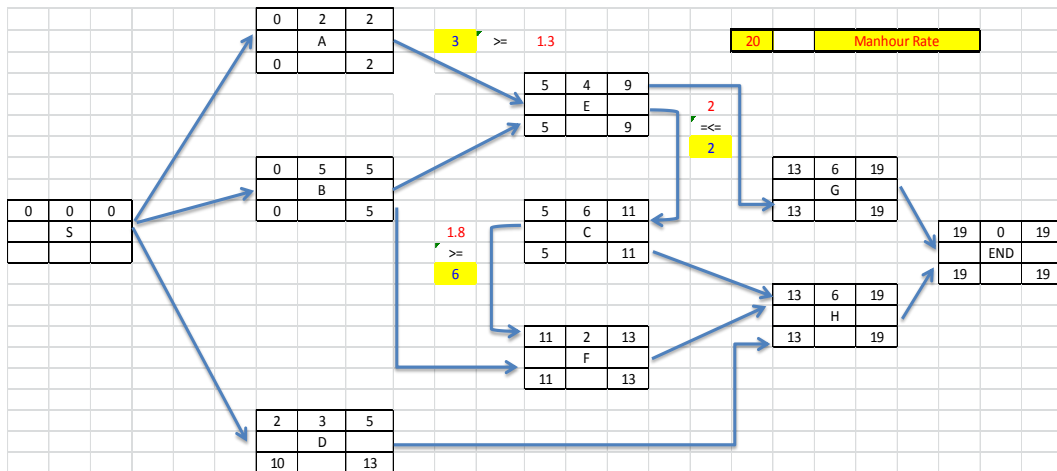 0 2 2
A
0 2
3 >= 1.3
20 Manhour Rate
5 4 9
E
5 9
2
=<=
2
0 5 5
B
0 5
13 6 19
G
13 19
0 0 0
S
5 6 11
C
5 11
1.8
>=
6
19 0 19
END
19 19
13 6 19
H
13 19
11 2 13
F
11 13
2 3 5
D
10 13